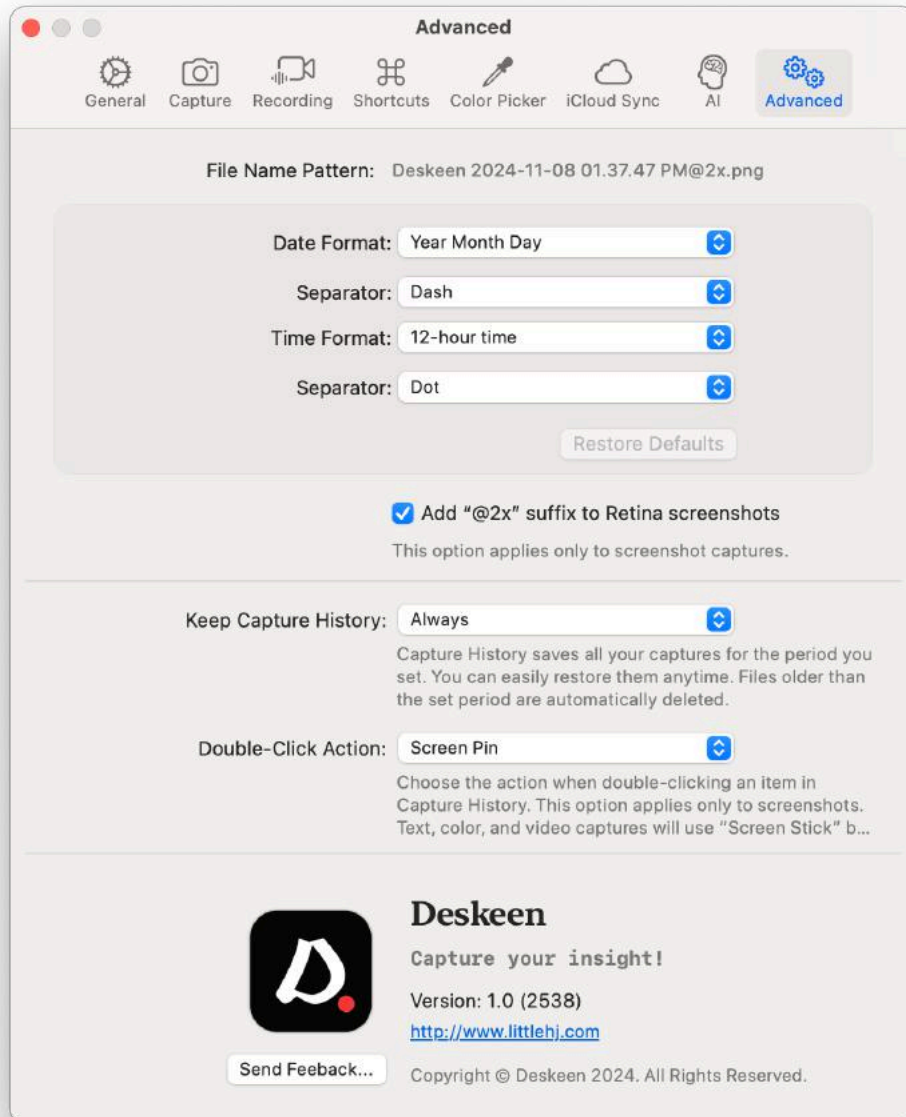 Advanced
General Capture Recording Shortcuts Color Picker iCloud Sync AI Advanced
File Name Pattern: Deskeen 2024-11-08 01.37.47 PM@2x.png
Date Format: Year Month Day
Separator: Dash
Time Format: 12-hour time
Separator: Dot
Restore Defaults
Add “@2x” suffix to Retina screenshots
This option applies only to screenshot captures.
Keep Capture History: Always
Capture History saves all your captures for the period you
set. You can easily restore them anytime. Files older than
the set period are automatically deleted.
Double-Click Action: Screen Pin
Choose the action when double-clicking an item in
Capture History. This option applies only to screenshots.
Text, color, and video captures will use “Screen Stick” b...
Deskeen
Capture your insight!
Version: 1.0 (2538)
http://www.littlehj.com
Send Feeback...
Copyright © Deskeen 2024. All Rights Reserved.